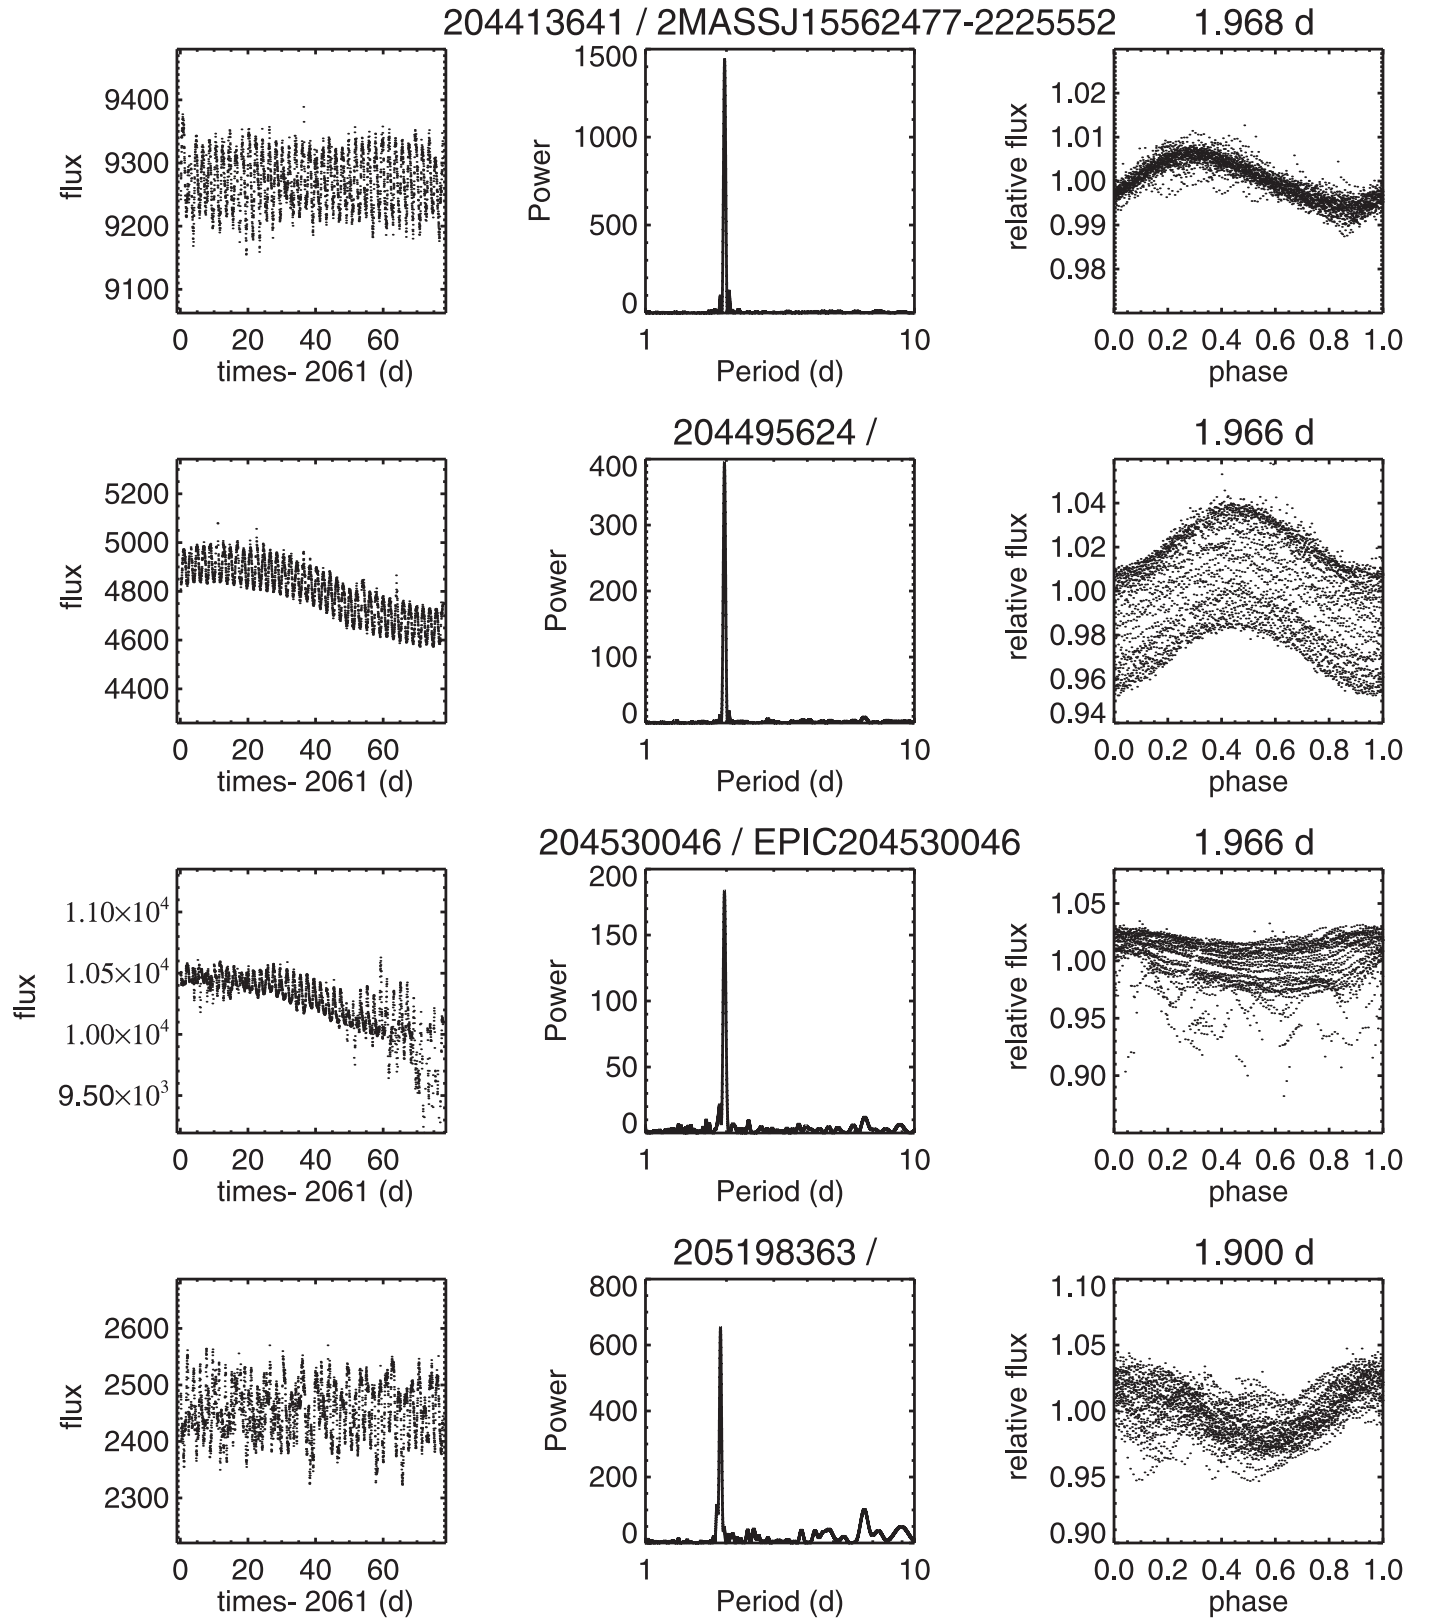 204413641 / 2MASSJ15562477-2225552 1.968 d
9400
9300
9200
9100
flux
0 20 40 60
times- 2061 (d)
1500
1000
500
0
Power
1 10
Period (d)
1.02
1.01
1.00
0.99
0.98
relative flux
0.0 0.2 0.4 0.6 0.8 1.0
phase
204495624 / 1.966 d
5200
5000
4800
4600
4400
flux
0 20 40 60
times- 2061 (d)
400
300
200
100
0
Power
1 10
Period (d)
1.04
1.02
1.00
0.98
0.96
0.94
relative flux
0.0 0.2 0.4 0.6 0.8 1.0
phase
204530046 / EPIC204530046 1.966 d
1.10×10⁴
1.05×10⁴
1.00×10⁴
9.50×10³
flux
0 20 40 60
times- 2061 (d)
200
150
100
50
0
Power
1 10
Period (d)
1.05
1.00
0.95
0.90
relative flux
0.0 0.2 0.4 0.6 0.8 1.0
phase
205198363 / 1.900 d
2600
2500
2400
2300
flux
0 20 40 60
times- 2061 (d)
800
600
400
200
0
Power
1 10
Period (d)
1.10
1.05
1.00
0.95
0.90
relative flux
0.0 0.2 0.4 0.6 0.8 1.0
phase